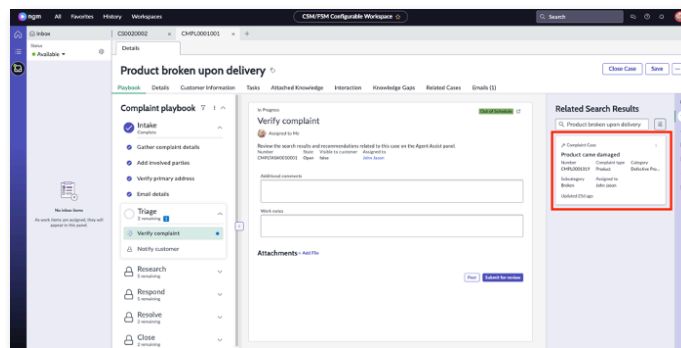 ngm All Favorites History Workspaces
CSM/FSM Configurable Workspace
Search
Inbox
CS0020002 × CMPL0001001 × +
Status
Available
Details
Product broken upon delivery
Close Case Save
Playbook Details Customer Information Tasks Attached Knowledge Interaction Knowledge Gaps Related Cases Emails (1)
Complaint playbook
Intake
Complete
Gather complaint details
Add involved parties
Verify primary address
Email details
Triage
2 remaining
Verify complaint
Notify customer
Research
Respond
Resolve
Close
2 remaining
In Progress
Out of Schedule
Verify complaint
Assigned to Me
Review the search results and recommendations related to this case on the Agent Assist panel.
Number State Visible to customer Assigned to
Open false John Jason
Additional comments
Work notes
Attachments • Add File
Post Submit for review
Related Search Results
Product broken upon delivery
Complaint Case
Product came damaged
Number Complaint type Category
Product Defective Pro...
Subcategory Assigned to
Broken John Jason
No inbox items
As work items are assigned, they will
appear in this panel.